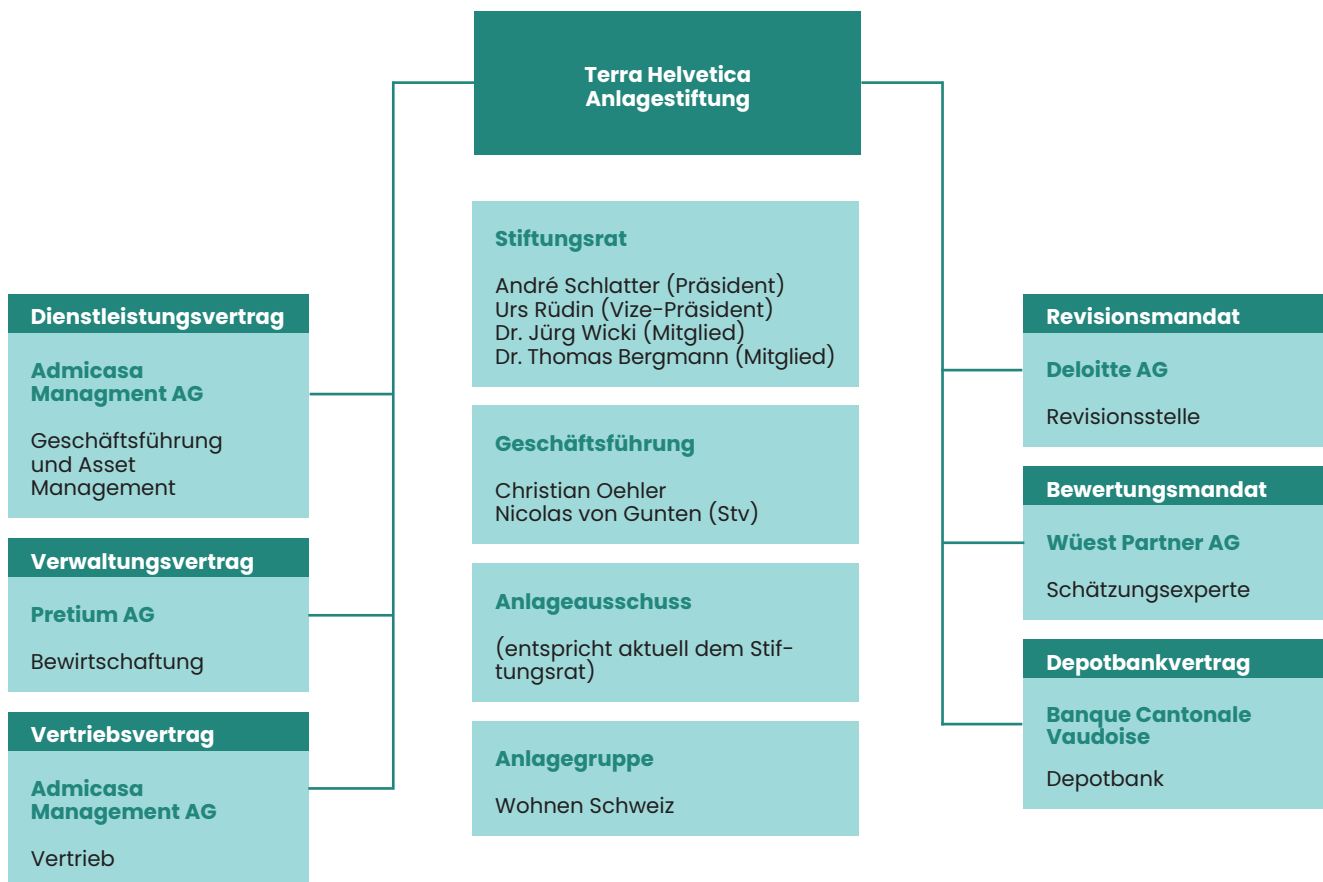 Terra Helvetica
Anlagestiftung
Dienstleistungsvertrag
Admicasa
Managment AG
Geschäftsführung
und Asset
Management
Verwaltungsvertrag
Pretium AG
Bewirtschaftung
Vertriebsvertrag
Admicasa
Management AG
Vertrieb
Stiftungsrat
André Schlatter (Präsident)
Urs Rüdin (Vize-Präsident)
Dr. Jürg Wicki (Mitglied)
Dr. Thomas Bergmann (Mitglied)
Geschäftsführung
Christian Oehler
Nicolas von Gunten (Stv)
Anlageausschuss
(entspricht aktuell dem Stif-
tungsrat)
Anlagegruppe
Wohnen Schweiz
Revisionsmandat
Deloitte AG
Revisionsstelle
Bewertungsmandat
Wüest Partner AG
Schätzungsexperte
Depotbankvertrag
Banque Cantonale
Vaudoise
Depotbank